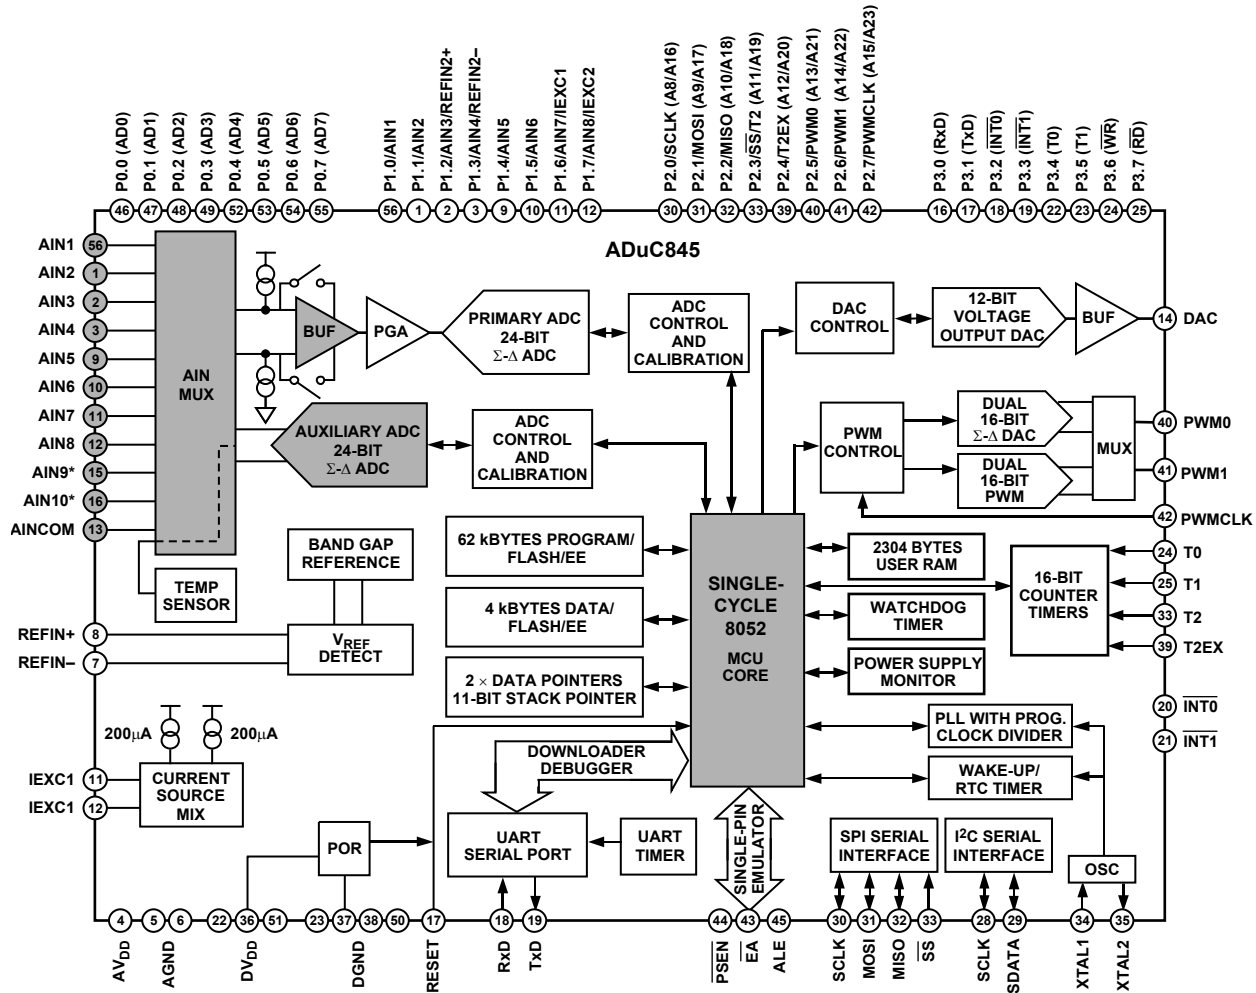 P0.0 (AD0)
P0.1 (AD1)
P0.2 (AD2)
P0.3 (AD3)
P0.4 (AD4)
P0.5 (AD5)
P0.6 (AD6)
P0.7 (AD7)
P1.0/AIN1
P1.1/AIN2
P1.2/AIN3/REFIN2+
P1.3/AIN4/REFIN2–
P1.4/AIN5
P1.5/AIN6
P1.6/AIN7/IEXC1
P1.7/AIN8/IEXC2
P2.0/SCLK (A8/A16)
P2.1/MOSI (A9/A17)
P2.2/MISO (A10/A18)
P2.3/SS/T2 (A11/A19)
P2.4/T2EX (A12/A20)
P2.5/PWM0 (A13/A21)
P2.6/PWM1 (A14/A22)
P2.7/PWMCLK (A15/A23)
P3.0 (RxD)
P3.1 (TxD)
P3.2 (INT0)
P3.3 (INT1)
P3.4 (T0)
P3.5 (T1)
P3.6 (WR)
P3.7 (RD)
46 47 48 49 52 53 54 55
56 1 2 3 9 10 11 12
30 31 32 33 39 40 41 42
16 17 18 19 22 23 24 25
ADuC845
AIN1 56
AIN2 1
AIN3 2
AIN4 3
AIN5 9
AIN6 10
AIN7 11
AIN8 12
AIN9* 15
AIN10* 16
AINCOM 13
AIN
MUX
BUF
PGA
PRIMARY ADC
24-BIT
Σ-Δ ADC
ADC
CONTROL
AND
CALIBRATION
DAC
CONTROL
12-BIT
VOLTAGE
OUTPUT DAC
BUF
14 DAC
AUXILIARY ADC
24-BIT
Σ-Δ ADC
ADC
CONTROL
AND
CALIBRATION
PWM
CONTROL
DUAL
16-BIT
Σ-Δ DAC
DUAL
16-BIT
PWM
MUX
40 PWM0
41 PWM1
42 PWMCLK
TEMP
SENSOR
BAND GAP
REFERENCE
VREF
DETECT
REFIN+ 8
REFIN– 7
62 kBYTES PROGRAM/
FLASH/EE
4 kBYTES DATA/
FLASH/EE
2 × DATA POINTERS
11-BIT STACK POINTER
SINGLE-
CYCLE
8052
MCU
CORE
2304 BYTES
USER RAM
WATCHDOG
TIMER
POWER SUPPLY
MONITOR
16-BIT
COUNTER
TIMERS
24 T0
25 T1
33 T2
39 T2EX
20 INT0
21 INT1
PLL WITH PROG.
CLOCK DIVIDER
WAKE-UP/
RTC TIMER
200μA
200μA
IEXC1 11
IEXC1 12
CURRENT
SOURCE
MIX
DOWNLOADER
DEBUGGER
POR
UART
SERIAL PORT
UART
TIMER
SINGLE-PIN
EMULATOR
SPI SERIAL
INTERFACE
I2C SERIAL
INTERFACE
OSC
4 5 6 22 36 51 23 37 38 50 17 18 19 44 43 45 30 31 32 33 28 29 34 35
AVDD
AGND
DVDD
DGND
RESET
RxD
TxD
PSEN
EA
ALE
SCLK
MOSI
MISO
SS
SCLK
SDATA
XTAL1
XTAL2